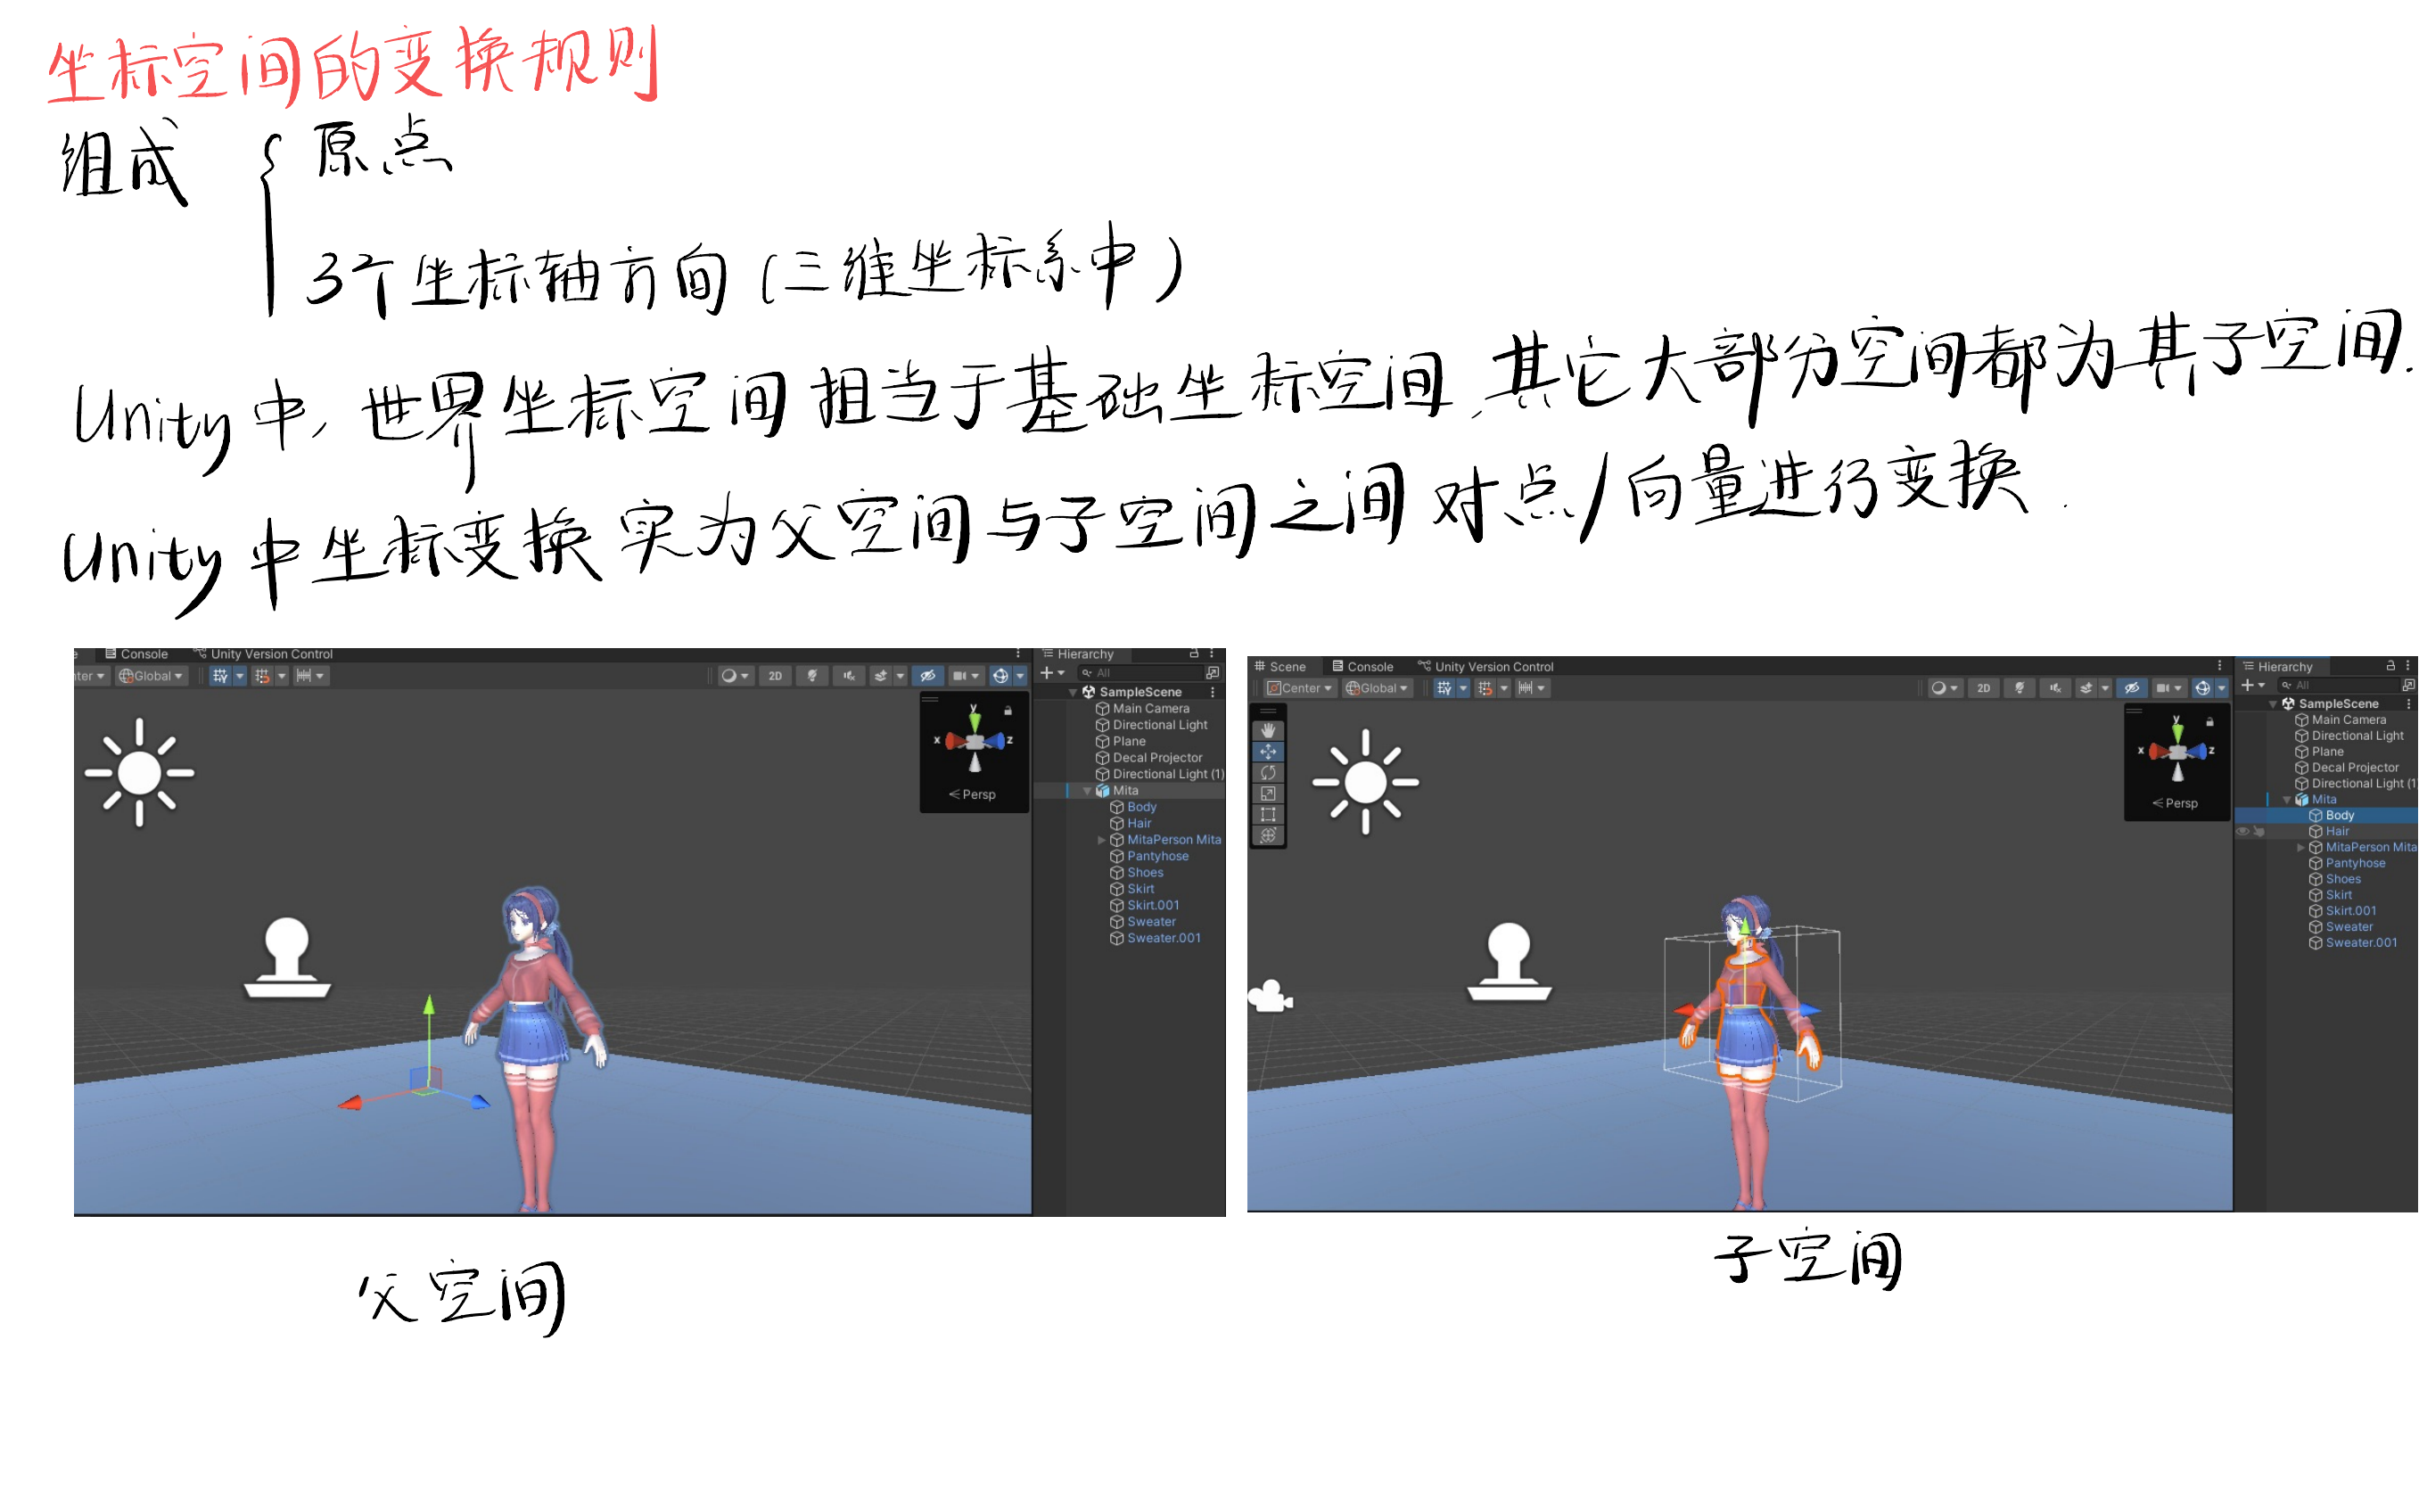 坐标空间的变换规则
组成 { 原点
3个坐标轴方向(三维坐标系中)
Unity中,世界坐标空间相当于基础坐标空间,其它大部分空间都为其子空间.
Unity中坐标变换实为父空间与子空间之间对点/向量进行变换.
Console Unity Version Control
Hierarchy
nter Global 2D
All
SampleScene
Main Camera
Directional Light
Plane
Decal Projector
Directional Light (1)
Mita
Body
Hair
MitaPerson Mita
Pantyhose
Shoes
Skirt
Skirt.001
Sweater
Sweater.001
y
x z
< Persp
Scene Console Unity Version Control
Hierarchy
Center Global 2D
All
SampleScene
Main Camera
Directional Light
Plane
Decal Projector
Directional Light (1
Mita
Body
Hair
MitaPerson Mita
Pantyhose
Shoes
Skirt
Skirt.001
Sweater
Sweater.001
y
x z
< Persp
父空间
子空间